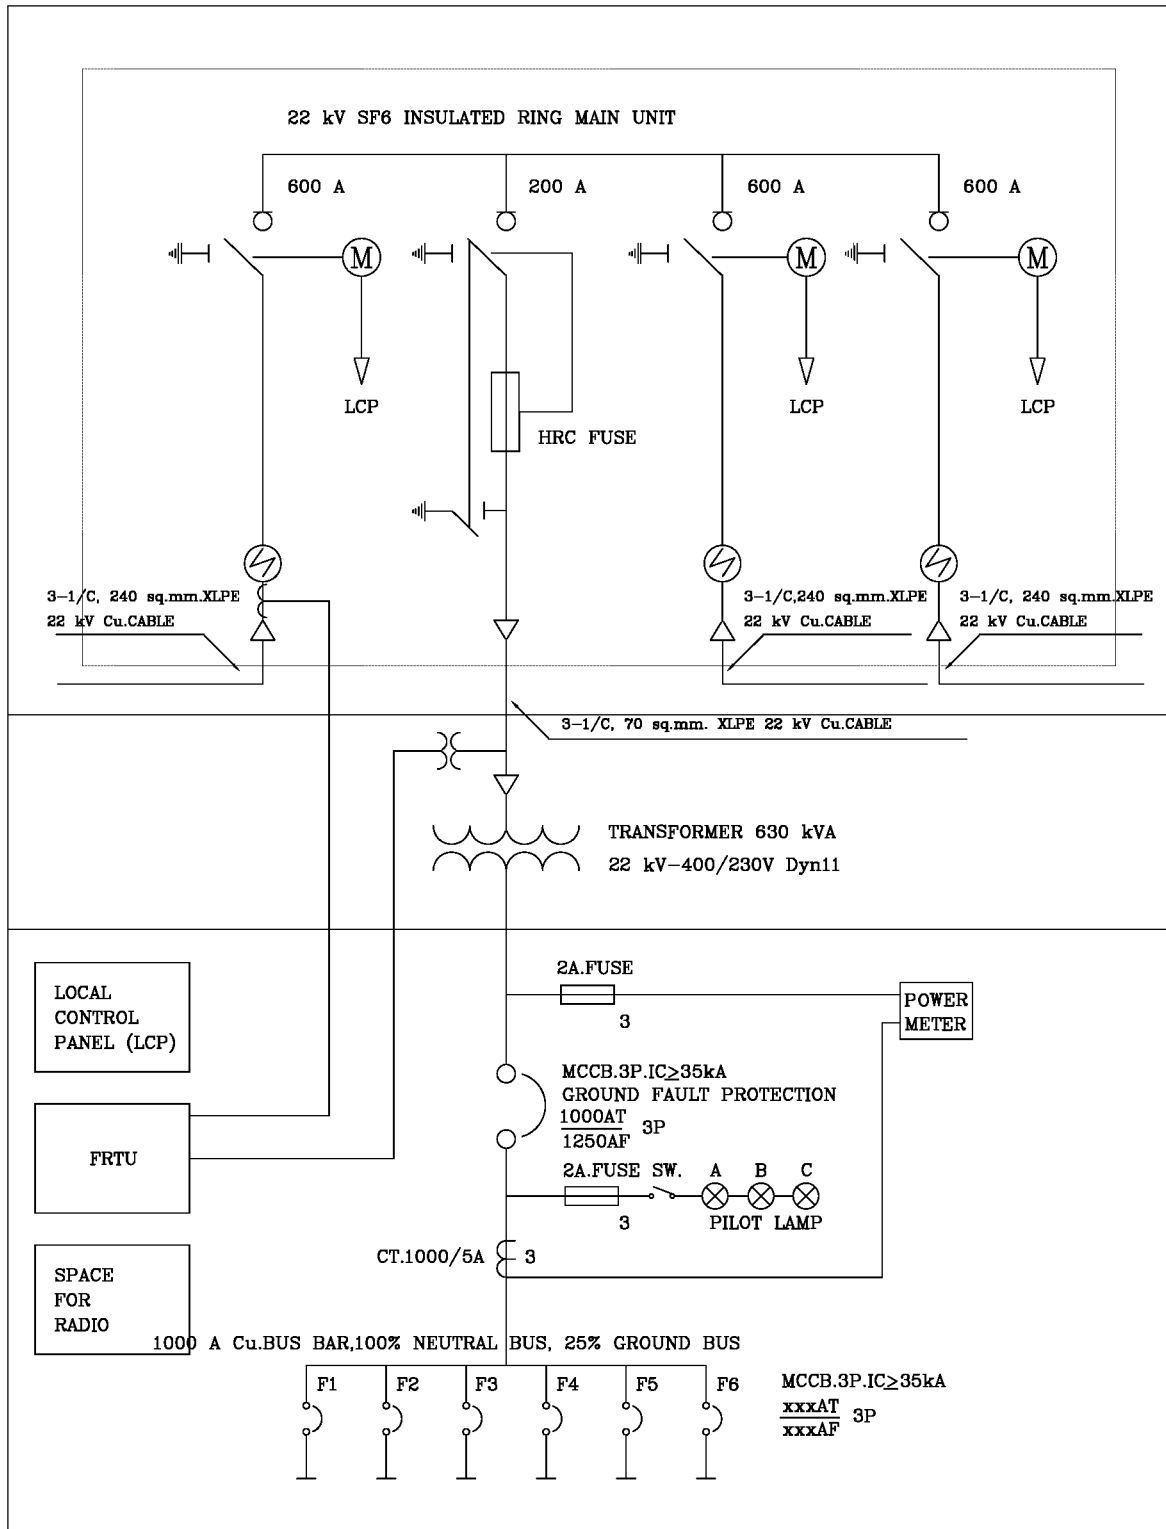 22 kV SF6 INSULATED RING MAIN UNIT
600 A
200 A
600 A
600 A
M
M
M
LCP
LCP
LCP
HRC FUSE
3-1/C, 240 sq.mm.XLPE
22 kV Cu.CABLE
3-1/C,240 sq.mm.XLPE
22 kV Cu.CABLE
3-1/C, 240 sq.mm.XLPE
22 kV Cu.CABLE
3-1/C, 70 sq.mm. XLPE 22 kV Cu.CABLE
TRANSFORMER 630 kVA
22 kV-400/230V Dyn11
LOCAL
CONTROL
PANEL (LCP)
2A.FUSE
3
POWER
METER
MCCB.3P.IC≥35kA
GROUND FAULT PROTECTION
1000AT
1250AF
3P
FRTU
2A.FUSE SW. A B C
3
PILOT LAMP
CT.1000/5A
3
SPACE
FOR
RADIO
1000 A Cu.BUS BAR,100% NEUTRAL BUS, 25% GROUND BUS
F1 F2 F3 F4 F5 F6
MCCB.3P.IC≥35kA
xxxAT
xxxAF
3P